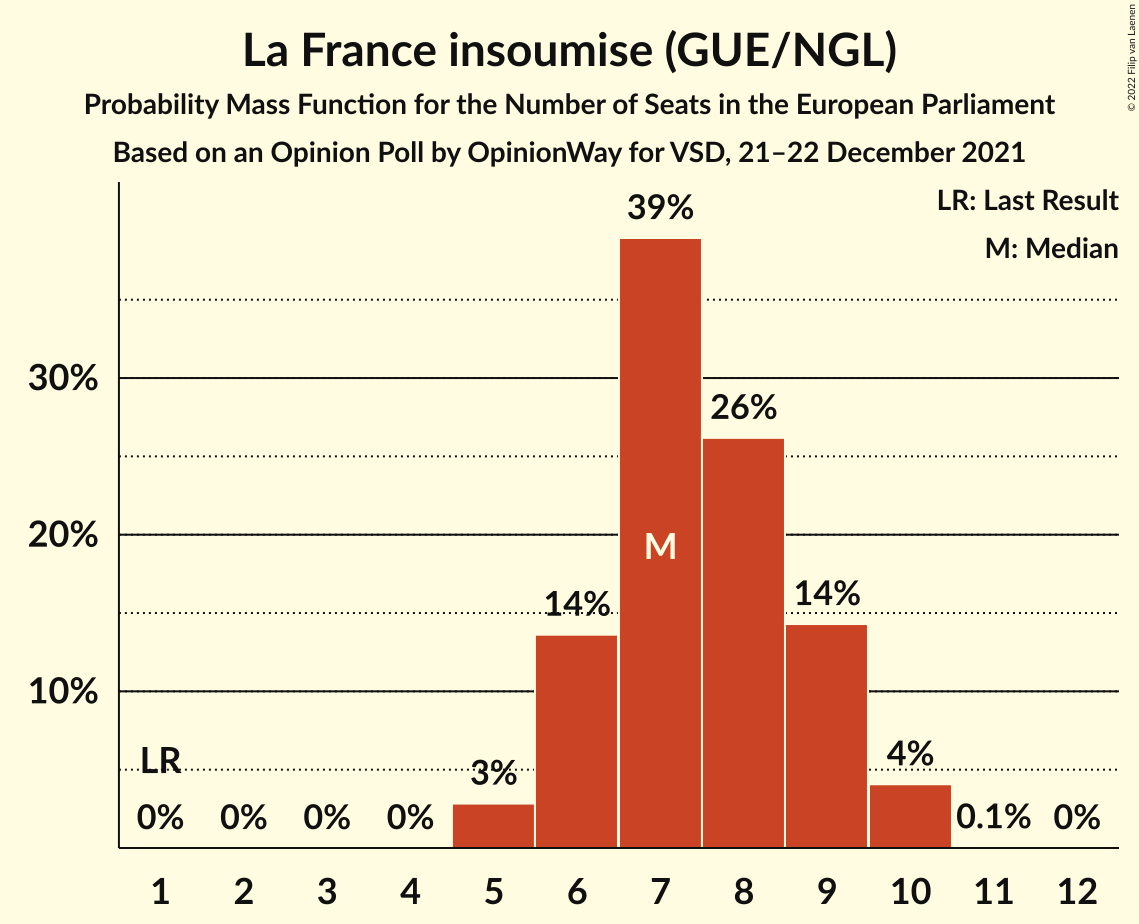 La France insoumise (GUE/NGL)
Probability Mass Function for the Number of Seats in the European Parliament
Based on an Opinion Poll by OpinionWay for VSD, 21–22 December 2021
© 2022 Filip van Laenen
LR: Last Result
M: Median
39%
30%
26%
20%
M
14%
14%
10%
LR
3%
4%
0%
0%
0%
0%
0.1%
0%
1 2 3 4 5 6 7 8 9 10 11 12